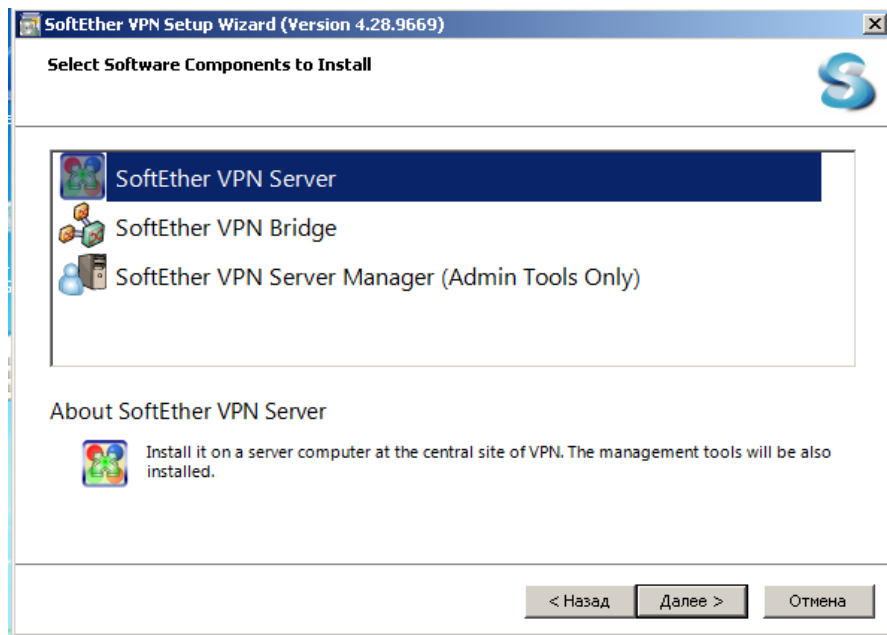 SoftEther VPN Setup Wizard (Version 4.28.9669)
Select Software Components to Install
SoftEther VPN Server
SoftEther VPN Bridge
SoftEther VPN Server Manager (Admin Tools Only)
About SoftEther VPN Server
Install it on a server computer at the central site of VPN. The management tools will be also
installed.
< Назад
Далее >
Отмена